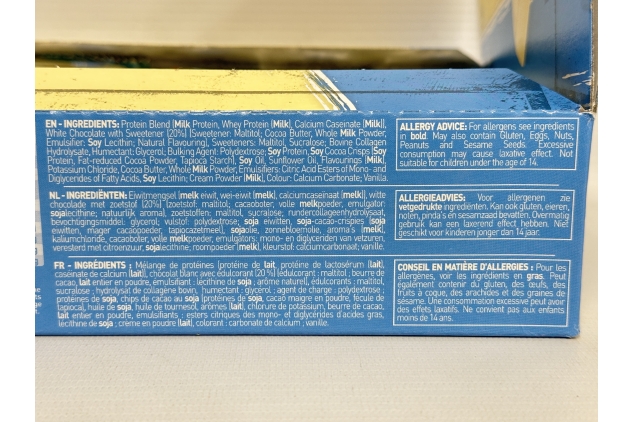 EN - INGREDIENTS: Protein Blend (Milk Protein, Whey Protein (Milk), Calcium Caseinate (Milk)),
White Chocolate with Sweetener (20%) (Sweetener: Maltitol; Cocoa Butter, Whole Milk Powder,
Emulsifier: Soy Lecithin; Natural Flavouring), Sweeteners: Maltitol, Sucralose; Bovine Collagen
Hydrolysate, Humectant: Glycerol; Bulking Agent: Polydextrose; Soy Protein, Soy Cocoa Crisps (Soy
Protein, Fat-reduced Cocoa Powder, Tapioca Starch), Soy Oil, Sunflower Oil, Flavourings (Milk),
Potassium Chloride, Cocoa Butter, Whole Milk Powder, Emulsifiers: Citric Acid Esters of Mono- and
Diglycerides of Fatty Acids, Soy Lecithin; Cream Powder (Milk), Colour: Calcium Carbonate; Vanilla.
ALLERGY ADVICE: For allergens see ingredients
in bold. May also contain Gluten, Eggs, Nuts,
Peanuts and Sesame Seeds. Excessive
consumption may cause laxative effect. Not
suitable for children under the age of 14.
NL - INGREDIËNTEN: Eiwitmengsel (melk eiwit, wei-eiwit (melk), calciumcaseïnaat (melk)), witte
chocolade met zoetstof (20%) (zoetstof: maltitol; cacaoboter, volle melkpoeder, emulgator:
sojalecithine; natuurlijk aroma), zoetstoffen: maltitol, sucralose; rundercollageenhydrolysaat,
bevochtigingsmiddel: glycerol; vulstof: polydextrose; soja eiwitten, soja-cacao-crispies (soja
eiwitten, mager cacaopoeder, tapiocazetmeel), sojaolie, zonnebloemolie, aroma's (melk),
kaliumchloride, cacaoboter, volle melkpoeder, emulgators: mono- en diglyceriden van vetzuren,
veresterd met citroenzuur, sojalecithine; roompoeder (melk), kleurstof: calciumcarbonaat; vanille.
ALLERGIEADVIES: Voor allergenen zie
vetgedrukte ingrediënten. Kan ook gluten, eieren,
noten, pinda's en sesamzaad bevatten. Overmatig
gebruik kan een laxerend effect hebben. Niet
geschikt voor kinderen jonger dan 14 jaar.
FR - INGRÉDIENTS : Mélange de protéines (protéine de lait, protéine de lactosérum (lait),
caséinate de calcium (lait)), chocolat blanc avec édulcorant (20 %) (édulcorant : maltitol ; beurre de
cacao, lait entier en poudre, émulsifiant : lécithine de soja ; arôme naturel), édulcorants : maltitol,
sucralose ; hydrolysat de collagène bovin, humectant : glycérol ; agent de charge : polydextrose ;
protéines de soja, chips de cacao au soja (protéines de soja, cacao maigre en poudre, fécule de
tapioca), huile de soja, huile de tournesol, arômes (lait), chlorure de potassium, beurre de cacao,
lait entier en poudre, émulsifiants : esters citriques des mono- et diglycérides d'acides gras,
lécithine de soja ; crème en poudre (lait), colorant : carbonate de calcium ; vanille.
CONSEIL EN MATIÈRE D'ALLERGIES : Pour les
allergènes, voir les ingrédients en gras. Peut
également contenir du gluten, des œufs, des
fruits à coque, des arachides et des graines de
sésame. Une consommation excessive peut avoir
des effets laxatifs. Ne convient pas aux enfants
moins de 14 ans.